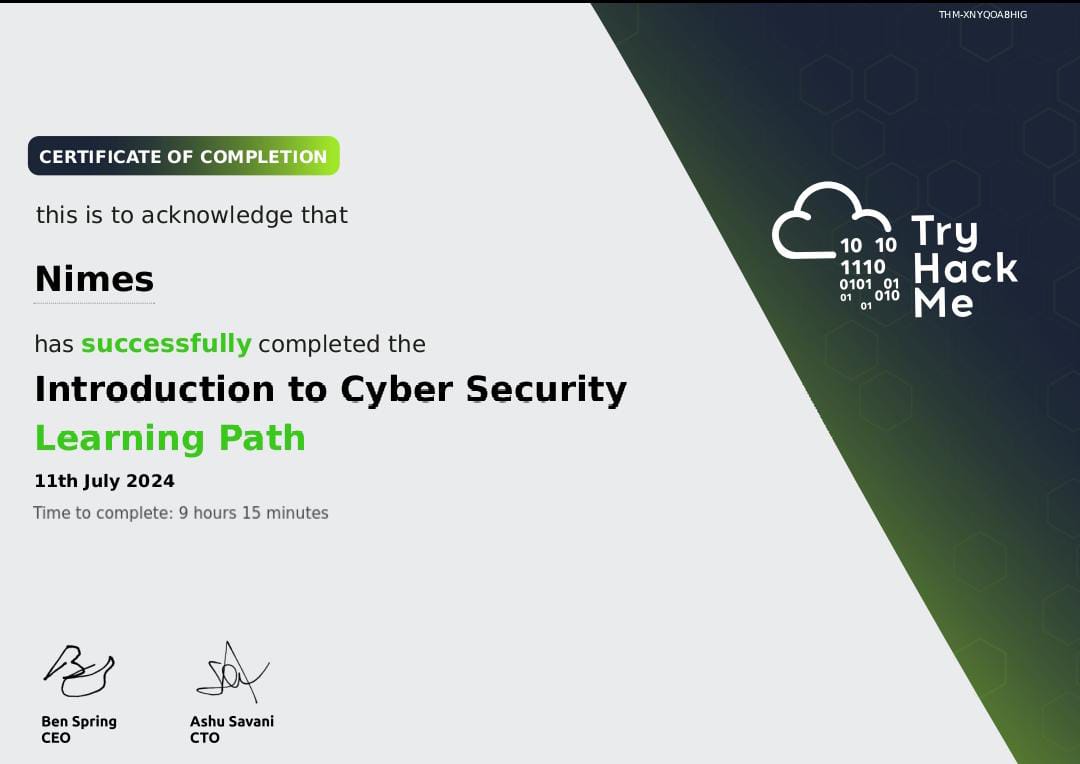 THM-XNYQOABHIG
CERTIFICATE OF COMPLETION
this is to acknowledge that
Nimes
has successfully completed the
Introduction to Cyber Security
Learning Path
11th July 2024
Time to complete: 9 hours 15 minutes
10 10
1110
0101 01
01 010
01
Try
Hack
Me
Ben Spring
CEO
Ashu Savani
CTO